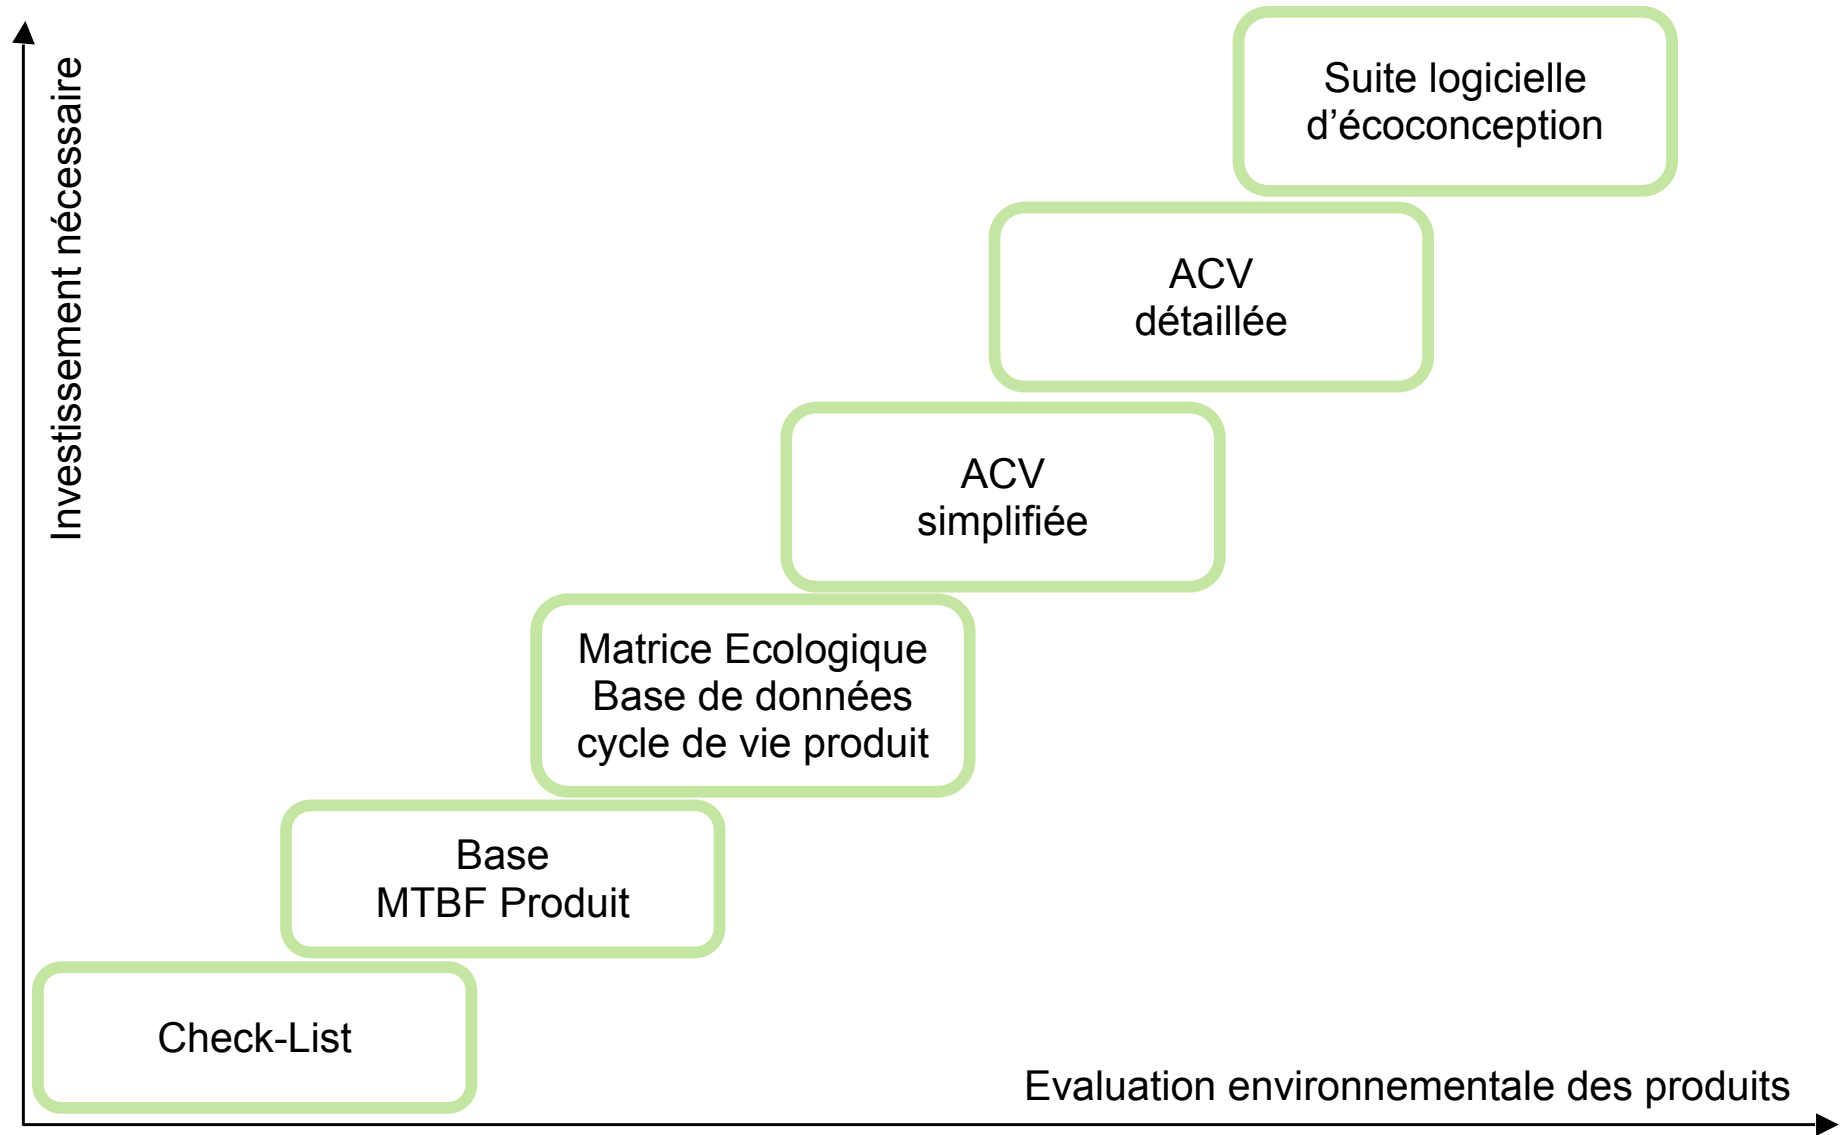 Investissement nécessaire
Suite logicielle
d’écoconception
ACV
détaillée
ACV
simplifiée
Matrice Ecologique
Base de données
cycle de vie produit
Base
MTBF Produit
Check-List
Evaluation environnementale des produits